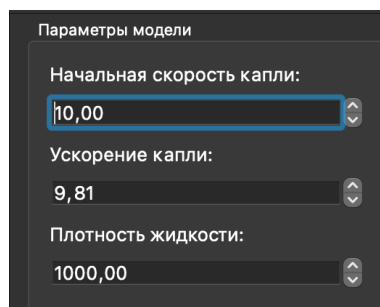 Параметры модели
Начальная скорость капли:
10,00
Ускорение капли:
9,81
Плотность жидкости:
1000,00